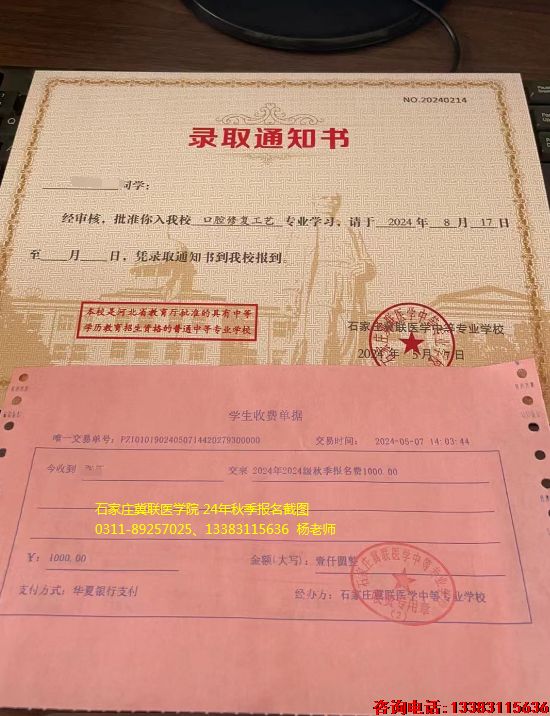 NO.20240214
录取通知书
同学：
经审核，批准你入我校 口腔修复工艺 专业学习，请于 2024 年 8 月 17 日
至 月 日，凭录取通知书到我校报到。
本校是河北省教育厅批准的具有中等
学历教育招生资格的普通中等专业学校
石家庄冀联医学中等专业学校
2024 年 5 月 日
学生收费单据
唯一交易单号：PZ101019024050714420279300000
交易时间： 2024-05-07 14:03:44
今收到
交来 2024年2024级秋季报名费1000.00
石家庄冀联医学院 24年秋季报名截图
0311-89257025、13383115636 杨老师
¥: 1000.00
金额(大写)：壹仟圆整
支付方式：华夏银行支付
经办方：石家庄冀联医学中等专业学校
咨询电话：13383115636